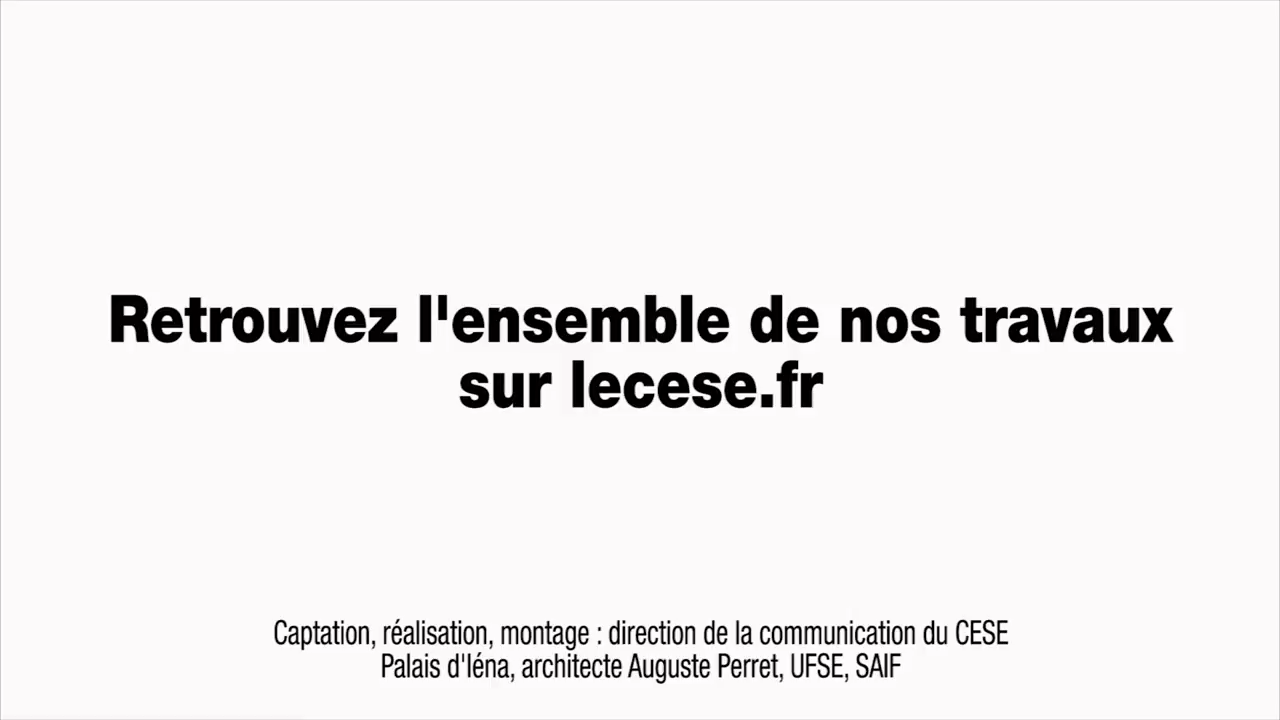 Retrouvez l'ensemble de nos travaux
sur lecese.fr
Captation, réalisation, montage : direction de la communication du CESE
Palais d'Iéna, architecte Auguste Perret, UFSE, SAIF